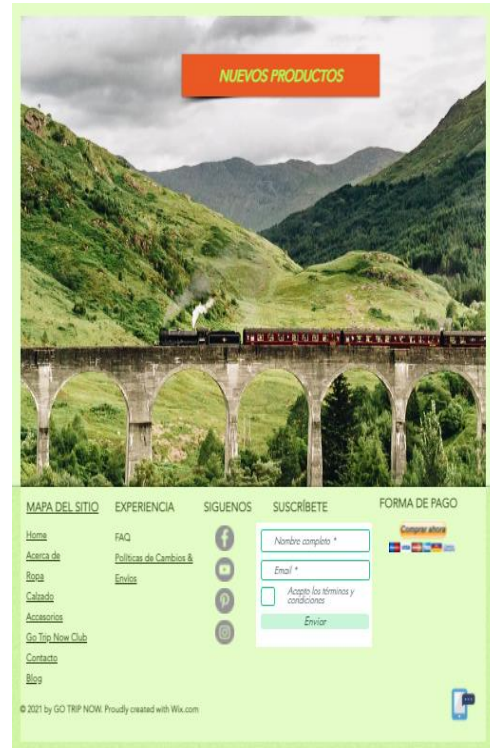 NUEVOS PRODUCTOS
MAPA DEL SITIO
Home
Acerca de
Ropa
Calzado
Accesorios
Go Trip Now Club
Contacto
Blog
EXPERIENCIA
FAQ
Políticas de Cambios &
Envíos
SIGUENOS
SUSCRÍBETE
Nombre completo *
Email *
Acepto los términos y
condiciones
Enviar
FORMA DE PAGO
Comprar ahora
© 2021 by GO TRIP NOW. Proudly created with Wix.com